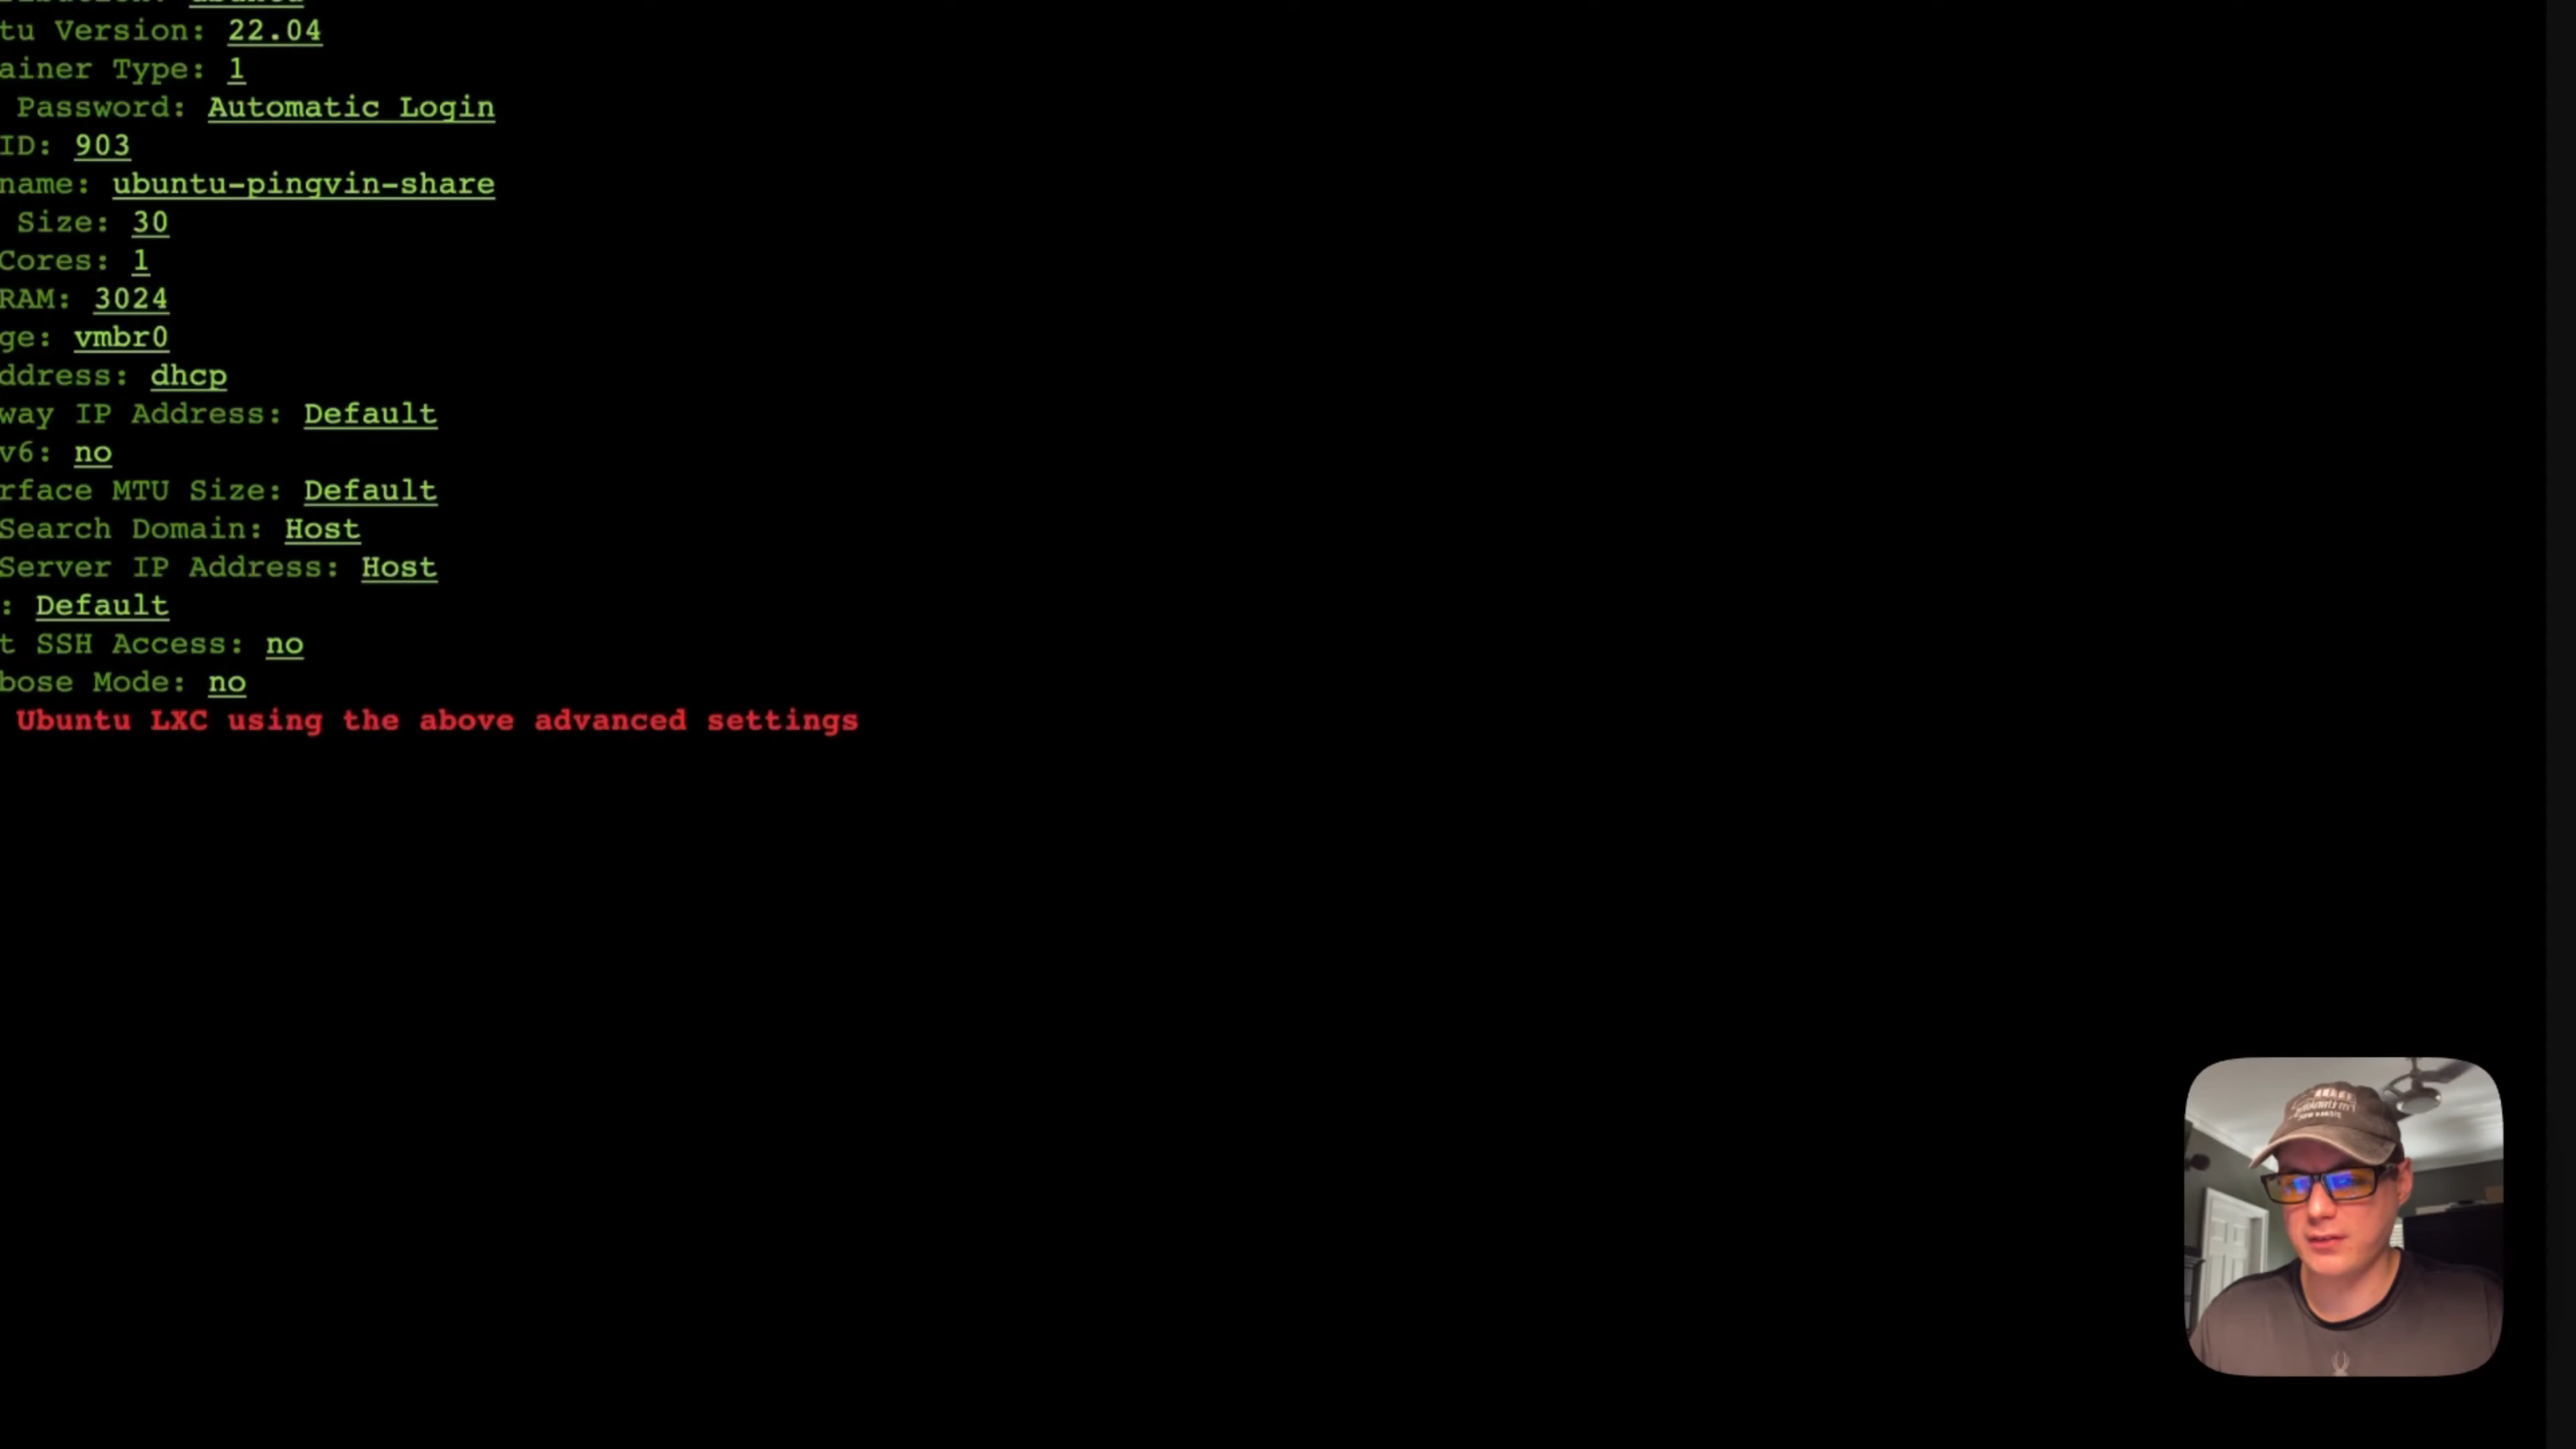 tu Version: 22.04
ainer Type: 1
Password: Automatic Login
ID: 903
name: ubuntu-pingvin-share
Size: 30
Cores: 1
RAM: 3024
ge: vmbr0
ddress: dhcp
way IP Address: Default
v6: no
rface MTU Size: Default
Search Domain: Host
Server IP Address: Host
: Default
t SSH Access: no
bose Mode: no
Ubuntu LXC using the above advanced settings